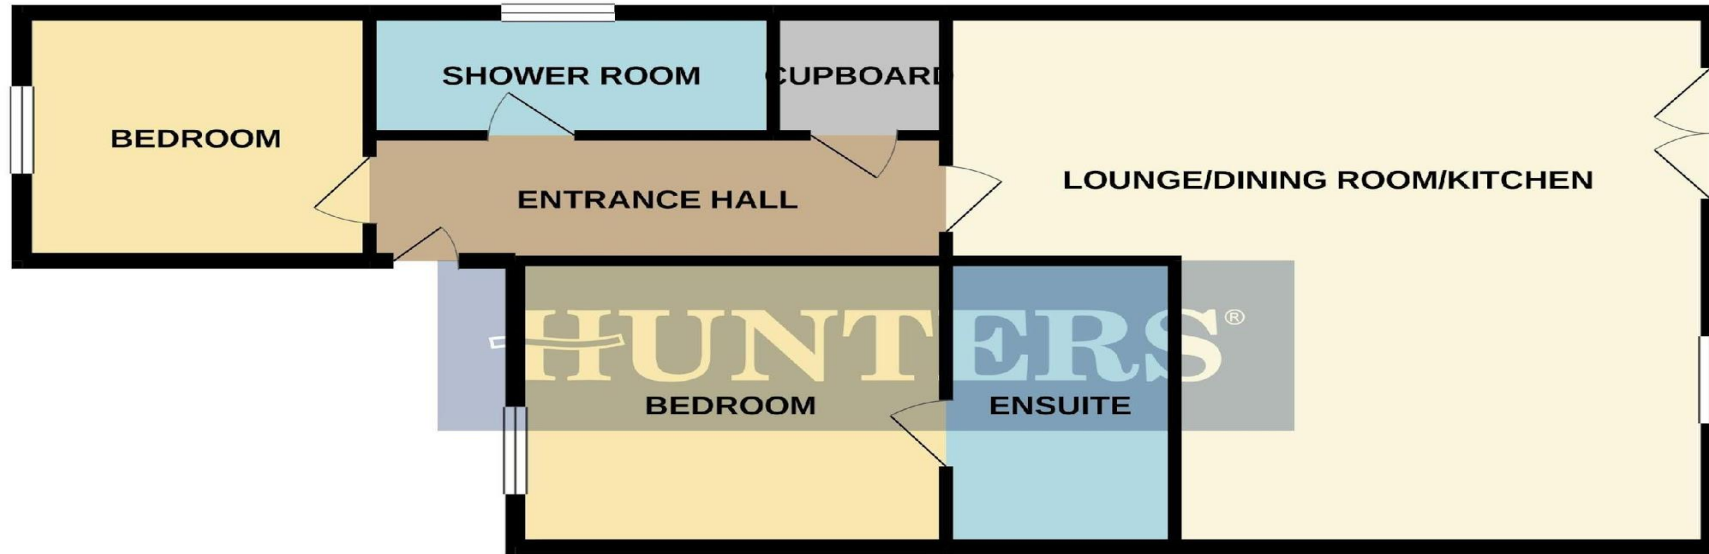 SHOWER ROOM
CUPBOARD
BEDROOM
LOUNGE/DINING ROOM/KITCHEN
ENTRANCE HALL
HUNTERS®
BEDROOM
ENSUITE